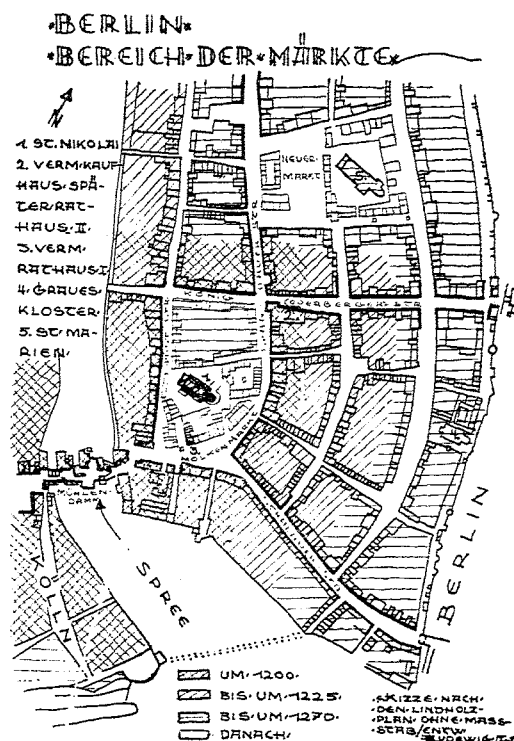 ·BERLIN·
·BEREICH·DER·MÄRKTE·
1. ST. NIKOLAI
2. VERM·KAUF
HAUS·SPÄ-
TER·RAT-
HAUS·II·
3. VERM·
RATHAUS·I
4. GRAUES·
KLOSTER·
5. ST·MA-
RIEN·
NEUER·
MARKT·
MÜHLEN-
DAMM·
SPREE
KÖLLN
BERLIN
UM·1200·
BIS·UM·1225·
BIS·UM·1270·
DANACH·
·SKIZZE·NACH·
·DEN·LINDHOLZ-
·PLAN·OHNE·MASS-
·STAB/ENTW·